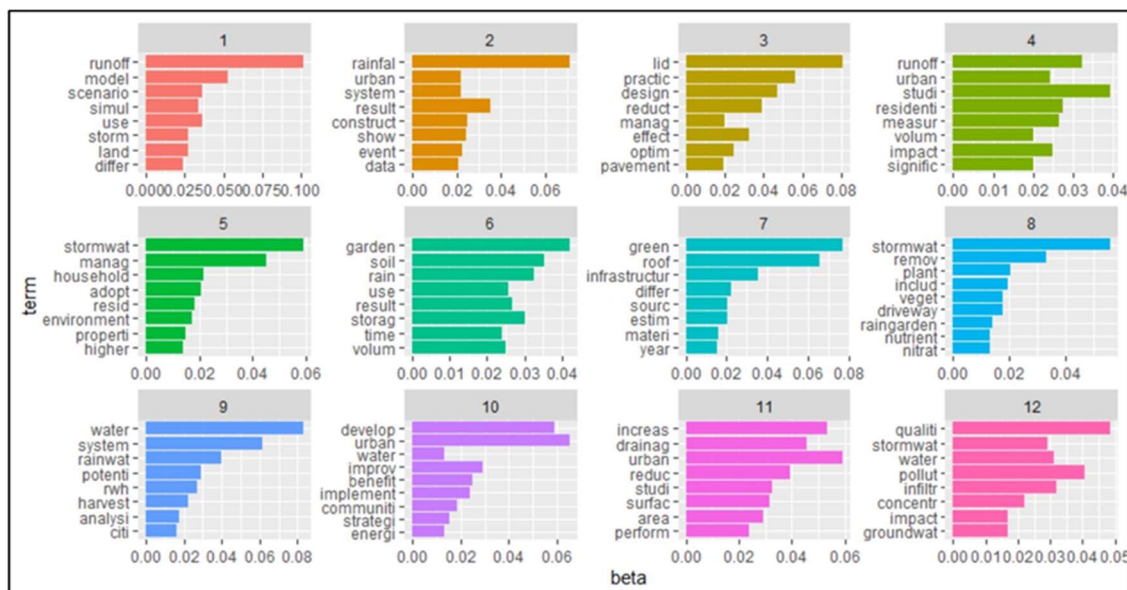 1
runoff
model
scenario
simul
use
storm
land
differ
0.0000.0250.0500.0750.100
2
rainfal
urban
system
result
construct
show
event
data
0.00 0.02 0.04 0.06
3
lid
practic
design
reduct
manag
effect
optim
pavement
0.00 0.02 0.04 0.06 0.08
4
runoff
urban
studi
residenti
measur
volum
impact
signific
0.00 0.01 0.02 0.03 0.04
term
5
stormwat
manag
household
adopt
resid
environment
properti
higher
0.00 0.02 0.04 0.06
6
garden
soil
rain
use
result
storag
time
volum
0.00 0.01 0.02 0.03 0.04
7
green
roof
infrastructur
differ
sourc
estim
materi
year
0.00 0.02 0.04 0.06 0.08
8
stormwat
remov
plant
includ
veget
driveway
raingarden
nutrient
nitrat
0.00 0.02 0.04
9
water
system
rainwat
potenti
rwh
harvest
analysi
citi
0.00 0.02 0.04 0.06 0.08
10
develop
urban
water
improv
benefit
implement
communiti
strategi
energi
0.00 0.02 0.04 0.06
11
increas
drainag
urban
reduc
studi
surfac
area
perform
0.00 0.02 0.04 0.06
12
qualiti
stormwat
water
pollut
infiltr
concentr
impact
groundwat
0.00 0.01 0.02 0.03 0.04 0.05
beta